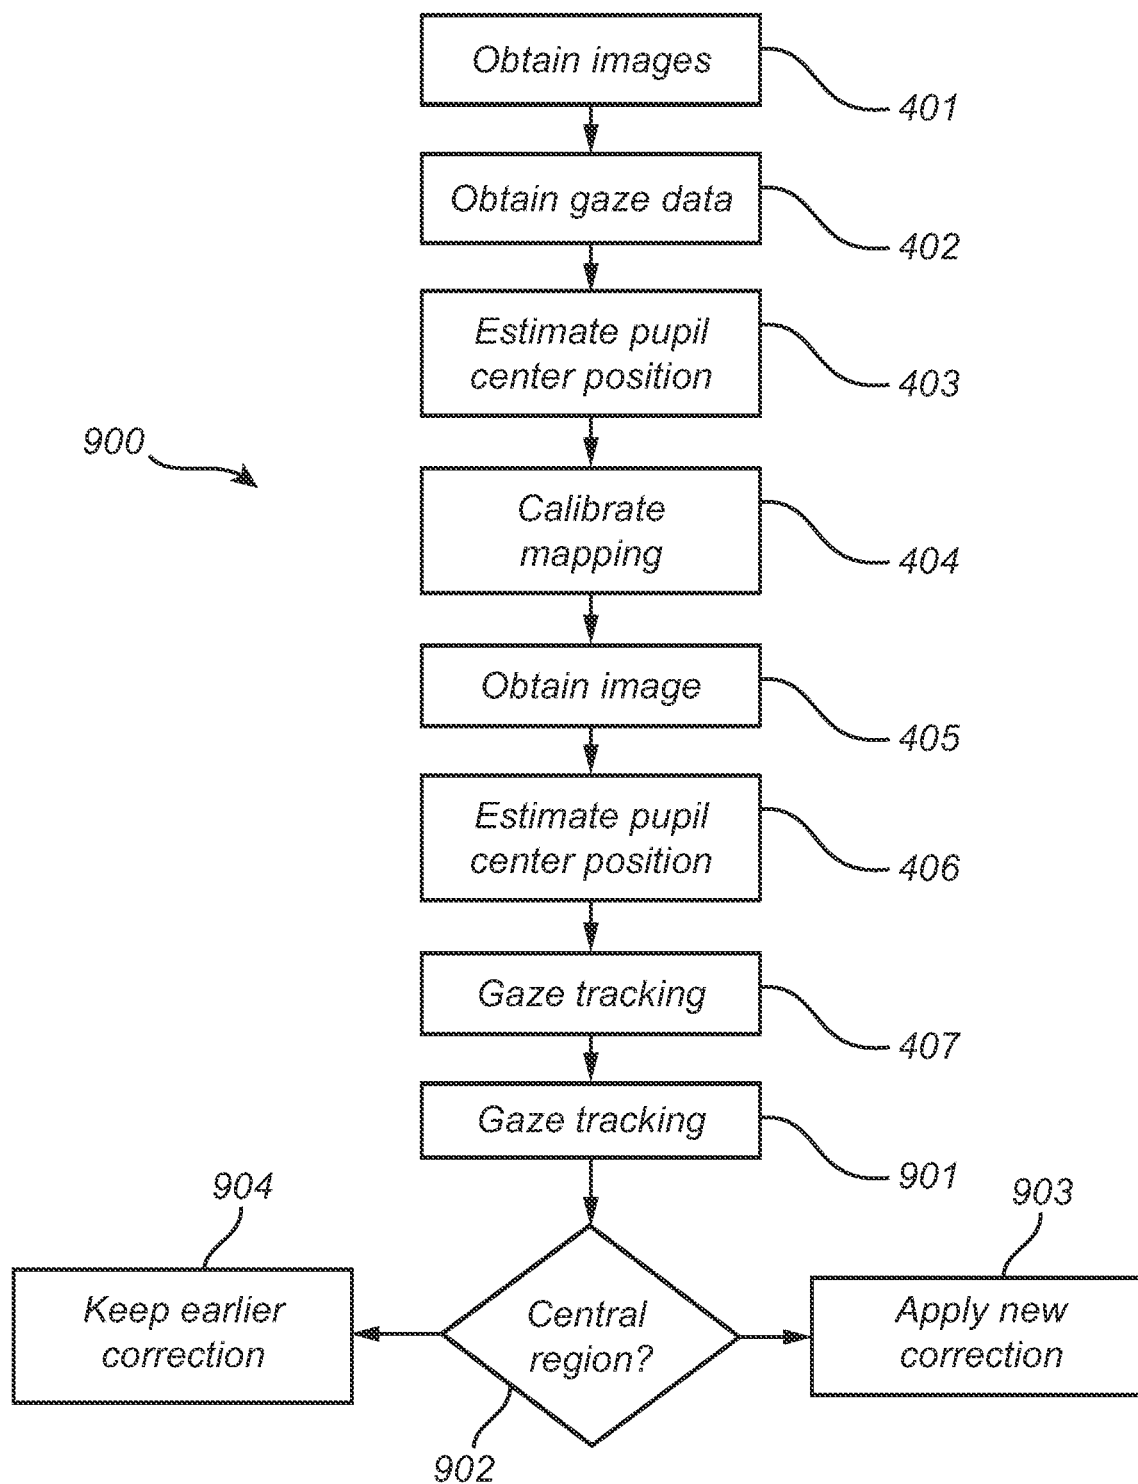 Obtain images
401
Obtain gaze data
402
Estimate pupil
center position
403
900
Calibrate
mapping
404
Obtain image
405
Estimate pupil
center position
406
Gaze tracking
407
Gaze tracking
901
904
903
Keep earlier
correction
Central
region?
Apply new
correction
902